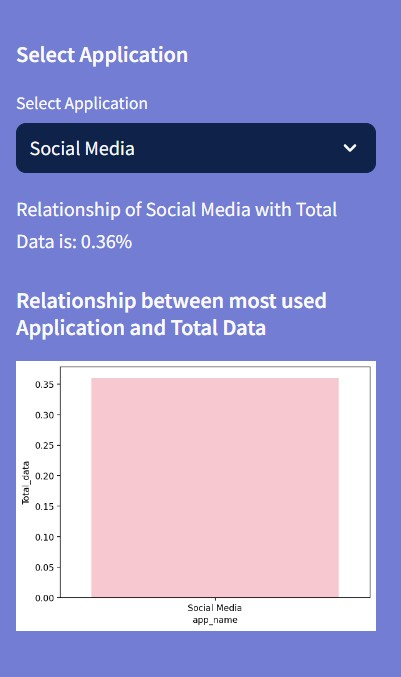 Select Application
Select Application
Social Media
Relationship of Social Media with Total
Data is: 0.36%
Relationship between most used
Application and Total Data
0.35
0.30
0.25
0.20
0.15
0.10
0.05
0.00
Total_data
Social Media
app_name